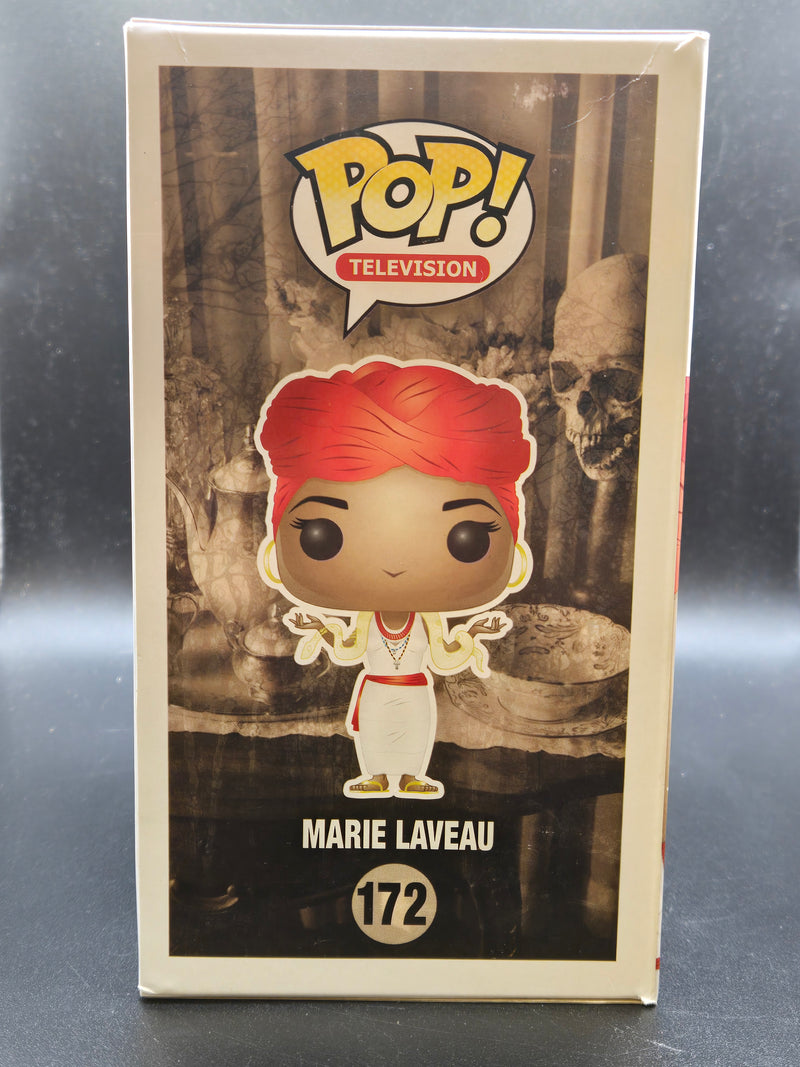 POP!
TELEVISION
MARIE LAVEAU
172